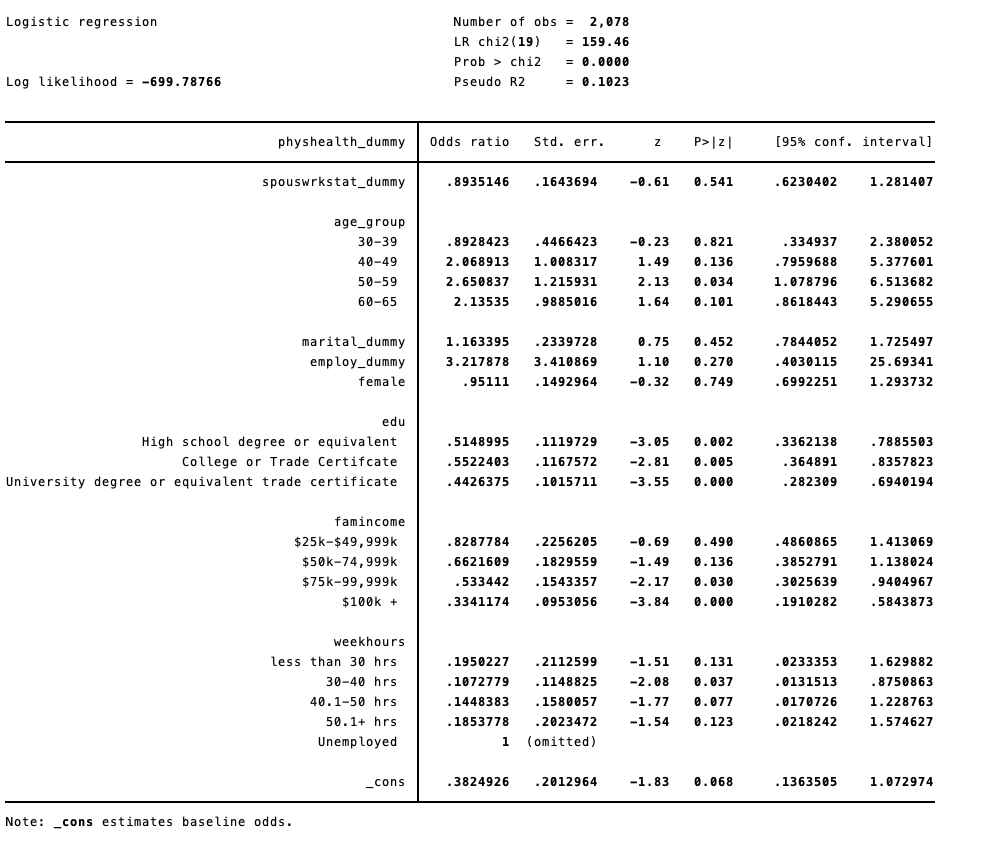 Logistic regression Number of obs = 2,078
LR chi2(19) = 159.46
Prob > chi2 = 0.0000
Log likelihood = -699.78766 Pseudo R2 = 0.1023
physhealth_dummy Odds ratio Std. err. z P>|z| [95% conf. interval]
spouswrkstat_dummy .8935146 .1643694 -0.61 0.541 .6230402 1.281407
age_group
30-39 .8928423 .4466423 -0.23 0.821 .334937 2.380052
40-49 2.068913 1.008317 1.49 0.136 .7959688 5.377601
50-59 2.650837 1.215931 2.13 0.034 1.078796 6.513682
60-65 2.13535 .9885016 1.64 0.101 .8618443 5.290655
marital_dummy 1.163395 .2339728 0.75 0.452 .7844052 1.725497
employ_dummy 3.217878 3.410869 1.10 0.270 .4030115 25.69341
female .95111 .1492964 -0.32 0.749 .6992251 1.293732
edu
High school degree or equivalent .5148995 .1119729 -3.05 0.002 .3362138 .7885503
College or Trade Certifcate .5522403 .1167572 -2.81 0.005 .364891 .8357823
University degree or equivalent trade certificate .4426375 .1015711 -3.55 0.000 .282309 .6940194
famincome
$25k-$49,999k .8287784 .2256205 -0.69 0.490 .4860865 1.413069
$50k-74,999k .6621609 .1829559 -1.49 0.136 .3852791 1.138024
$75k-99,999k .533442 .1543357 -2.17 0.030 .3025639 .9404967
$100k + .3341174 .0953056 -3.84 0.000 .1910282 .5843873
weekhours
less than 30 hrs .1950227 .2112599 -1.51 0.131 .0233353 1.629882
30-40 hrs .1072779 .1148825 -2.08 0.037 .0131513 .8750863
40.1-50 hrs .1448383 .1580057 -1.77 0.077 .0170726 1.228763
50.1+ hrs .1853778 .2023472 -1.54 0.123 .0218242 1.574627
Unemployed 1 (omitted)
_cons .3824926 .2012964 -1.83 0.068 .1363505 1.072974
Note: _cons estimates baseline odds.